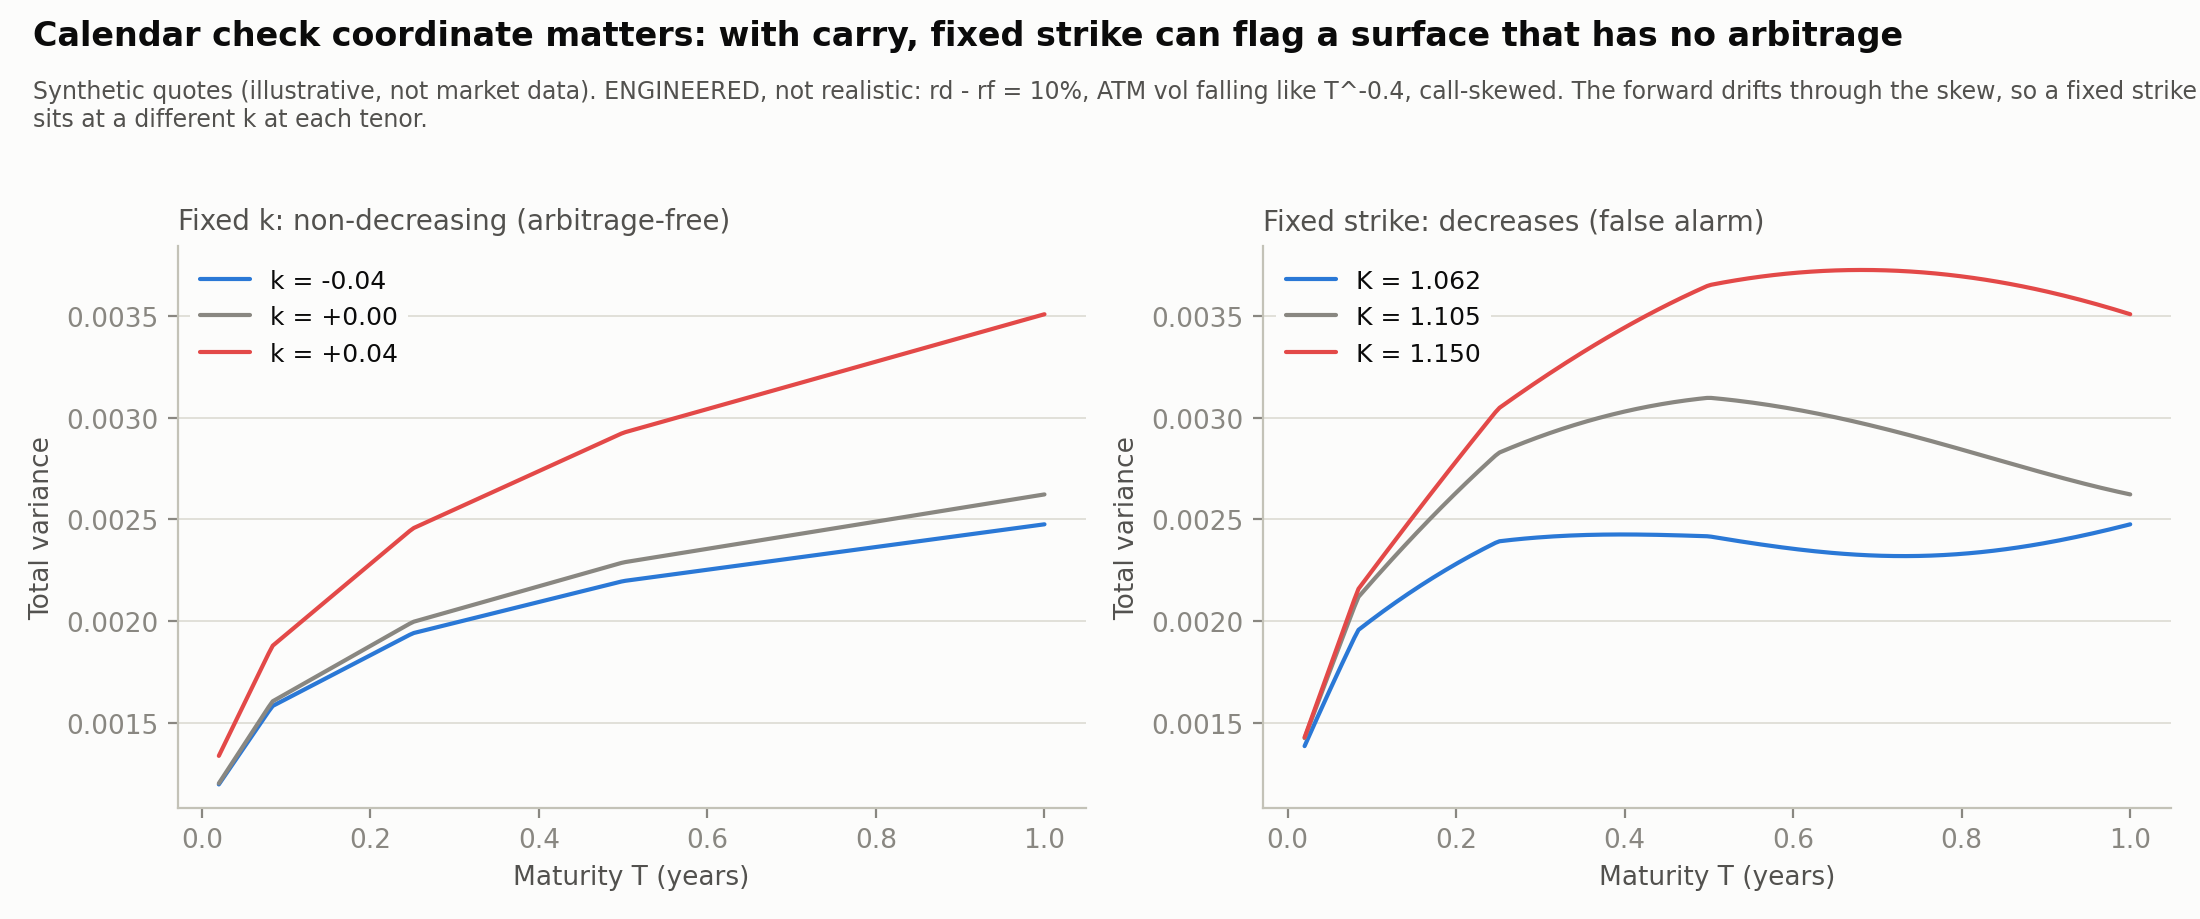 Calendar check coordinate matters: with carry, fixed strike can flag a surface that has no arbitrage
Synthetic quotes (illustrative, not market data). ENGINEERED, not realistic: rd - rf = 10%, ATM vol falling like T^-0.4, call-skewed. The forward drifts through the skew, so a fixed strike
sits at a different k at each tenor.
Fixed k: non-decreasing (arbitrage-free)
k = -0.04
k = +0.00
k = +0.04
Total variance
0.0035
0.0030
0.0025
0.0020
0.0015
0.0
0.2
0.4
0.6
0.8
1.0
Maturity T (years)
Fixed strike: decreases (false alarm)
K = 1.062
K = 1.105
K = 1.150
Total variance
0.0035
0.0030
0.0025
0.0020
0.0015
0.0
0.2
0.4
0.6
0.8
1.0
Maturity T (years)